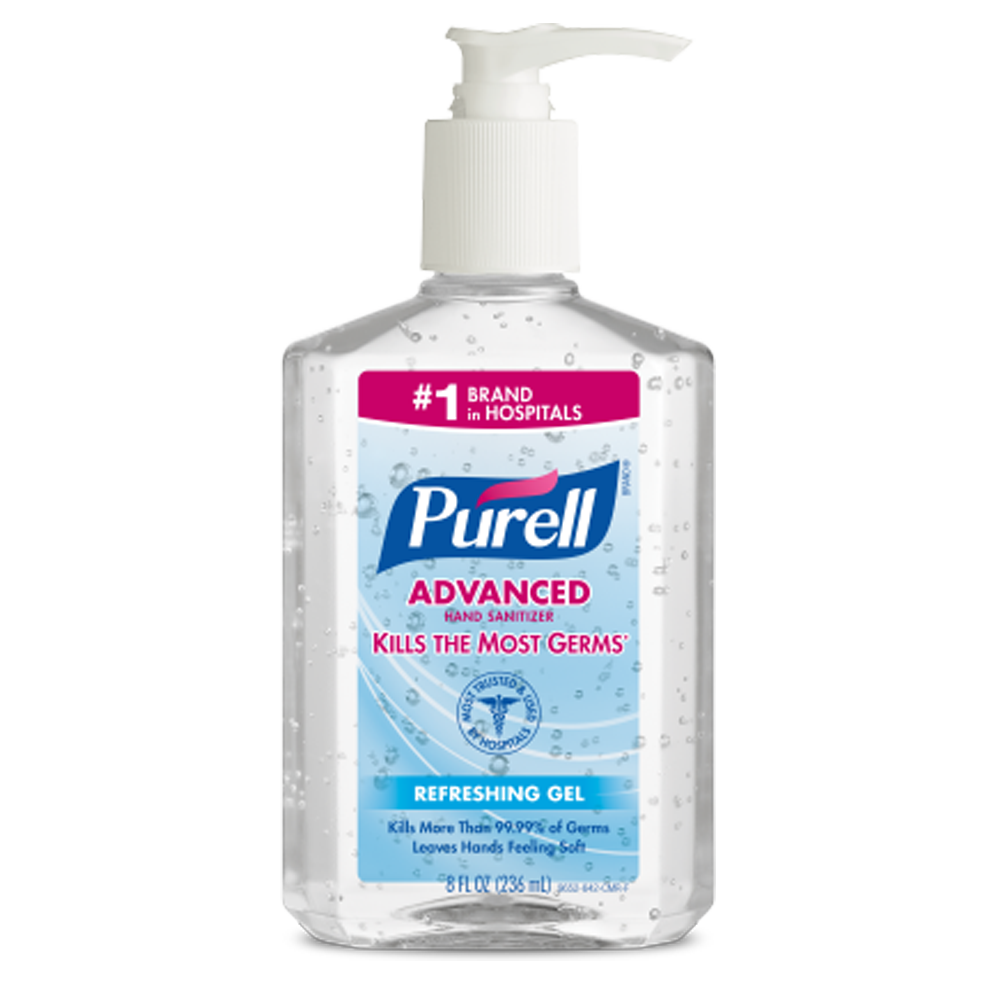 #1 BRAND
in HOSPITALS
Purell
BRAND®
ADVANCED
HAND SANITIZER
KILLS THE MOST GERMS*
MOST TRUSTED & USED
BY HOSPITALS
REFRESHING GEL
Kills More Than 99.99% of Germs
Leaves Hands Feeling Soft
8 FL OZ (236 mL)